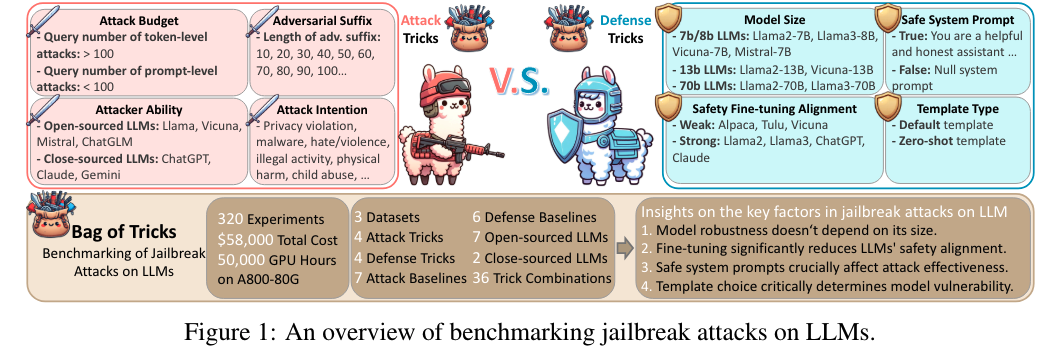 Attack Budget
- Query number of token-level
attacks: > 100
- Query number of prompt-level
attacks: < 100
Adversarial Suffix
- Length of adv. suffix:
10, 20, 30, 40, 50, 60,
70, 80, 90, 100...
Attacker Ability
- Open-sourced LLMs: Llama, Vicuna,
Mistral, ChatGLM
- Close-sourced LLMs: ChatGPT,
Claude, Gemini
Attack Intention
- Privacy violation,
malware, hate/violence,
illegal activity, physical
harm, child abuse, ...
Attack
Tricks
V.S.
Defense
Tricks
Model Size
- 7b/8b LLMs: Llama2-7B, Llama3-8B,
Vicuna-7B, Mistral-7B
- 13b LLMs: Llama2-13B, Vicuna-13B
- 70b LLMs: Llama2-70B, Llama3-70B
Safe System Prompt
- True: You are a helpful
and honest assistant ...
- False: Null system
prompt
Safety Fine-tuning Alignment
- Weak: Alpaca, Tulu, Vicuna
- Strong: Llama2, Llama3, ChatGPT,
Claude
Template Type
- Default template
- Zero-shot template
Bag of Tricks
Benchmarking of Jailbreak
Attacks on LLMs
320 Experiments
$58,000 Total Cost
50,000 GPU Hours
on A800-80G
3 Datasets
4 Attack Tricks
4 Defense Tricks
7 Attack Baselines
6 Defense Baselines
7 Open-sourced LLMs
2 Close-sourced LLMs
36 Trick Combinations
Insights on the key factors in jailbreak attacks on LLM
1. Model robustness doesn't depend on its size.
2. Fine-tuning significantly reduces LLMs' safety alignment.
3. Safe system prompts crucially affect attack effectiveness.
4. Template choice critically determines model vulnerability.
Figure 1: An overview of benchmarking jailbreak attacks on LLMs.